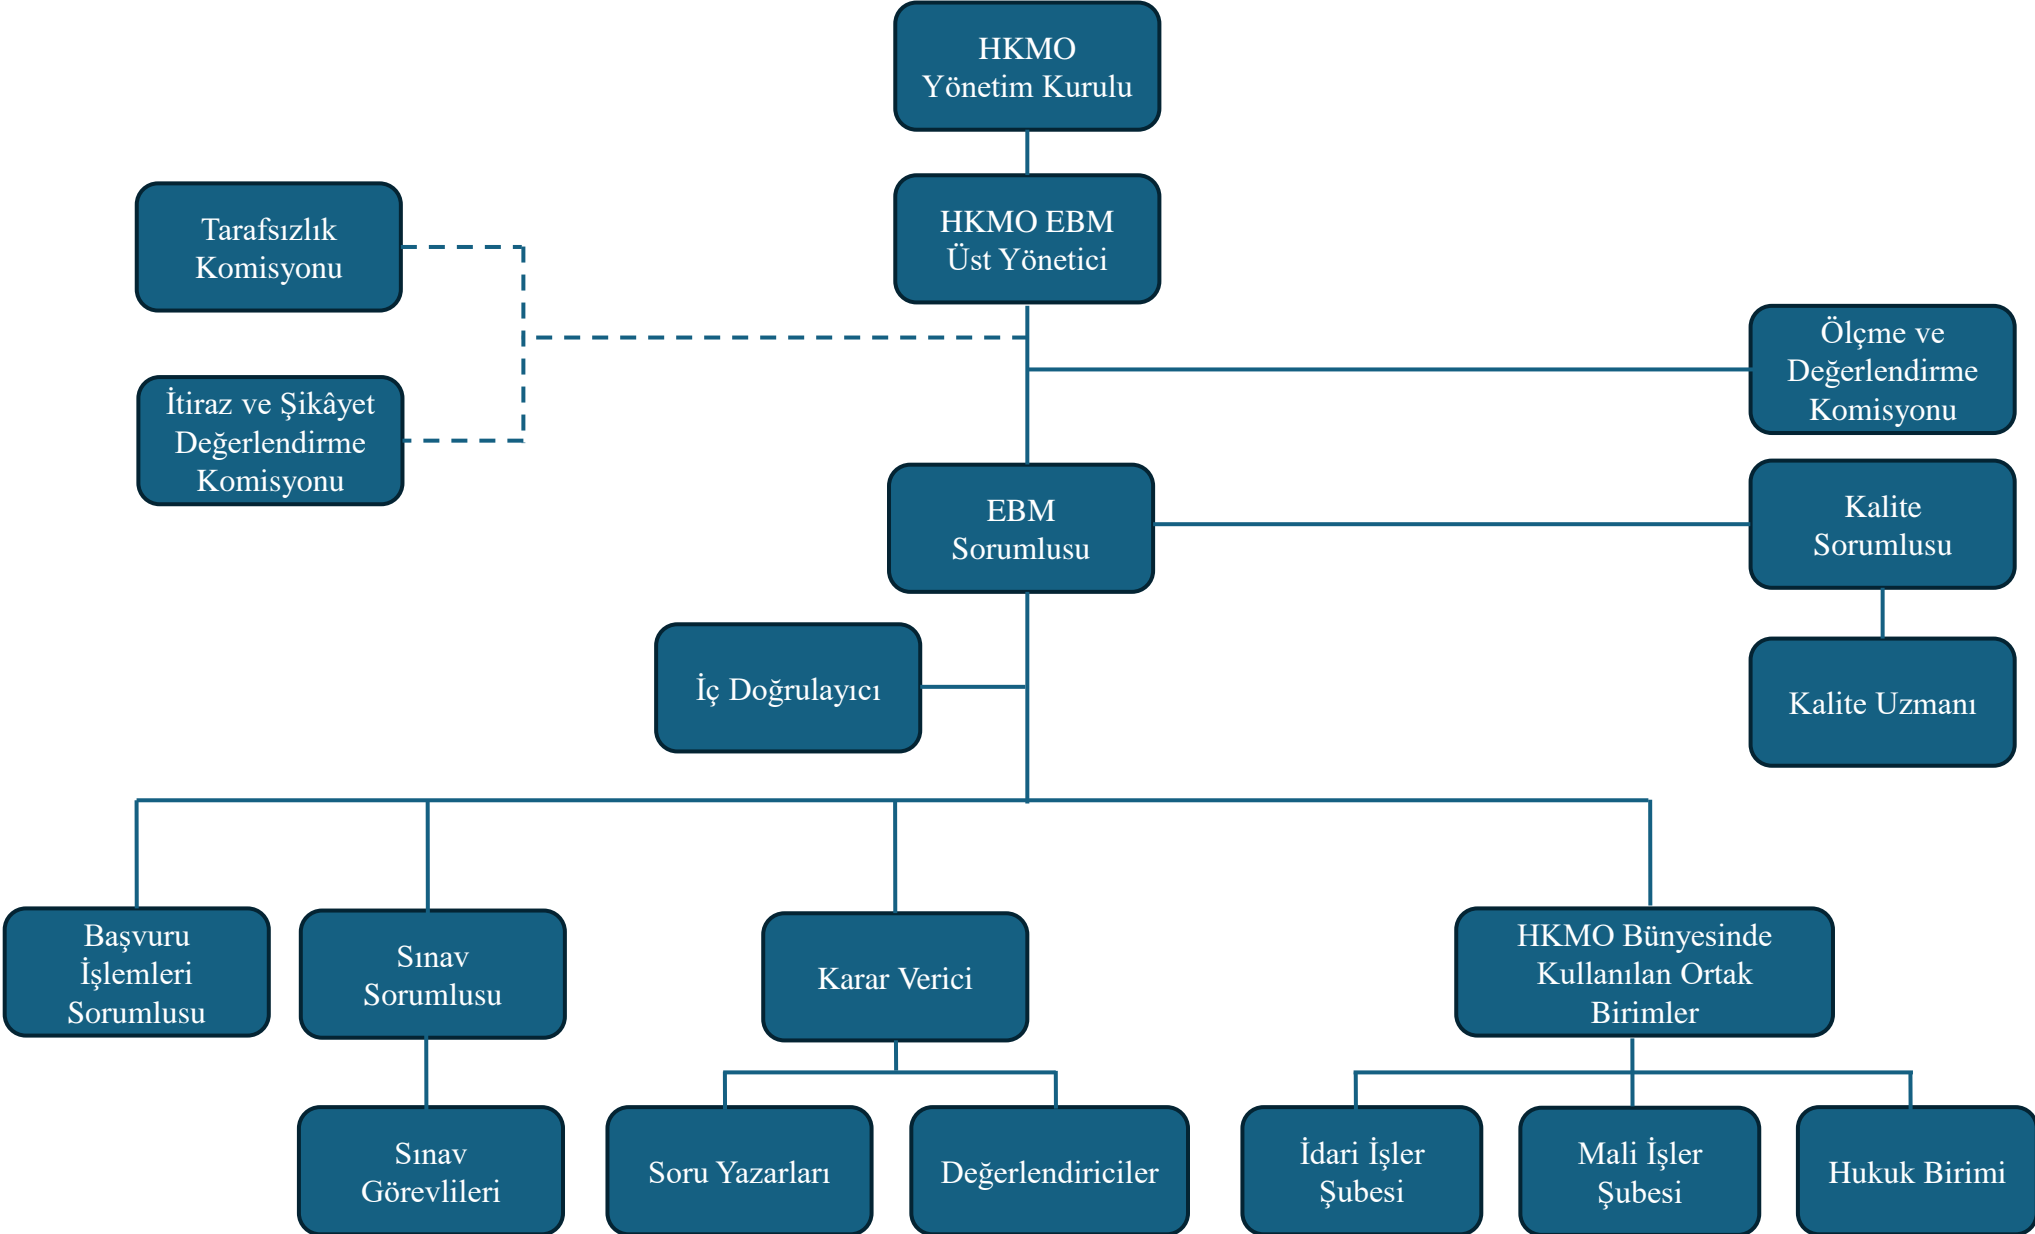 HKMO
Yönetim Kurulu
HKMO EBM
Üst Yönetici
Tarafsızlık
Komisyonu
İtiraz ve Şikâyet
Değerlendirme
Komisyonu
Ölçme ve
Değerlendirme
Komisyonu
EBM
Sorumlusu
Kalite
Sorumlusu
İç Doğrulayıcı
Kalite Uzmanı
Başvuru
İşlemleri
Sorumlusu
Sınav
Sorumlusu
Karar Verici
HKMO Bünyesinde
Kullanılan Ortak
Birimler
Sınav
Görevlileri
Soru Yazarları
Değerlendiriciler
İdari İşler
Şubesi
Mali İşler
Şubesi
Hukuk Birimi